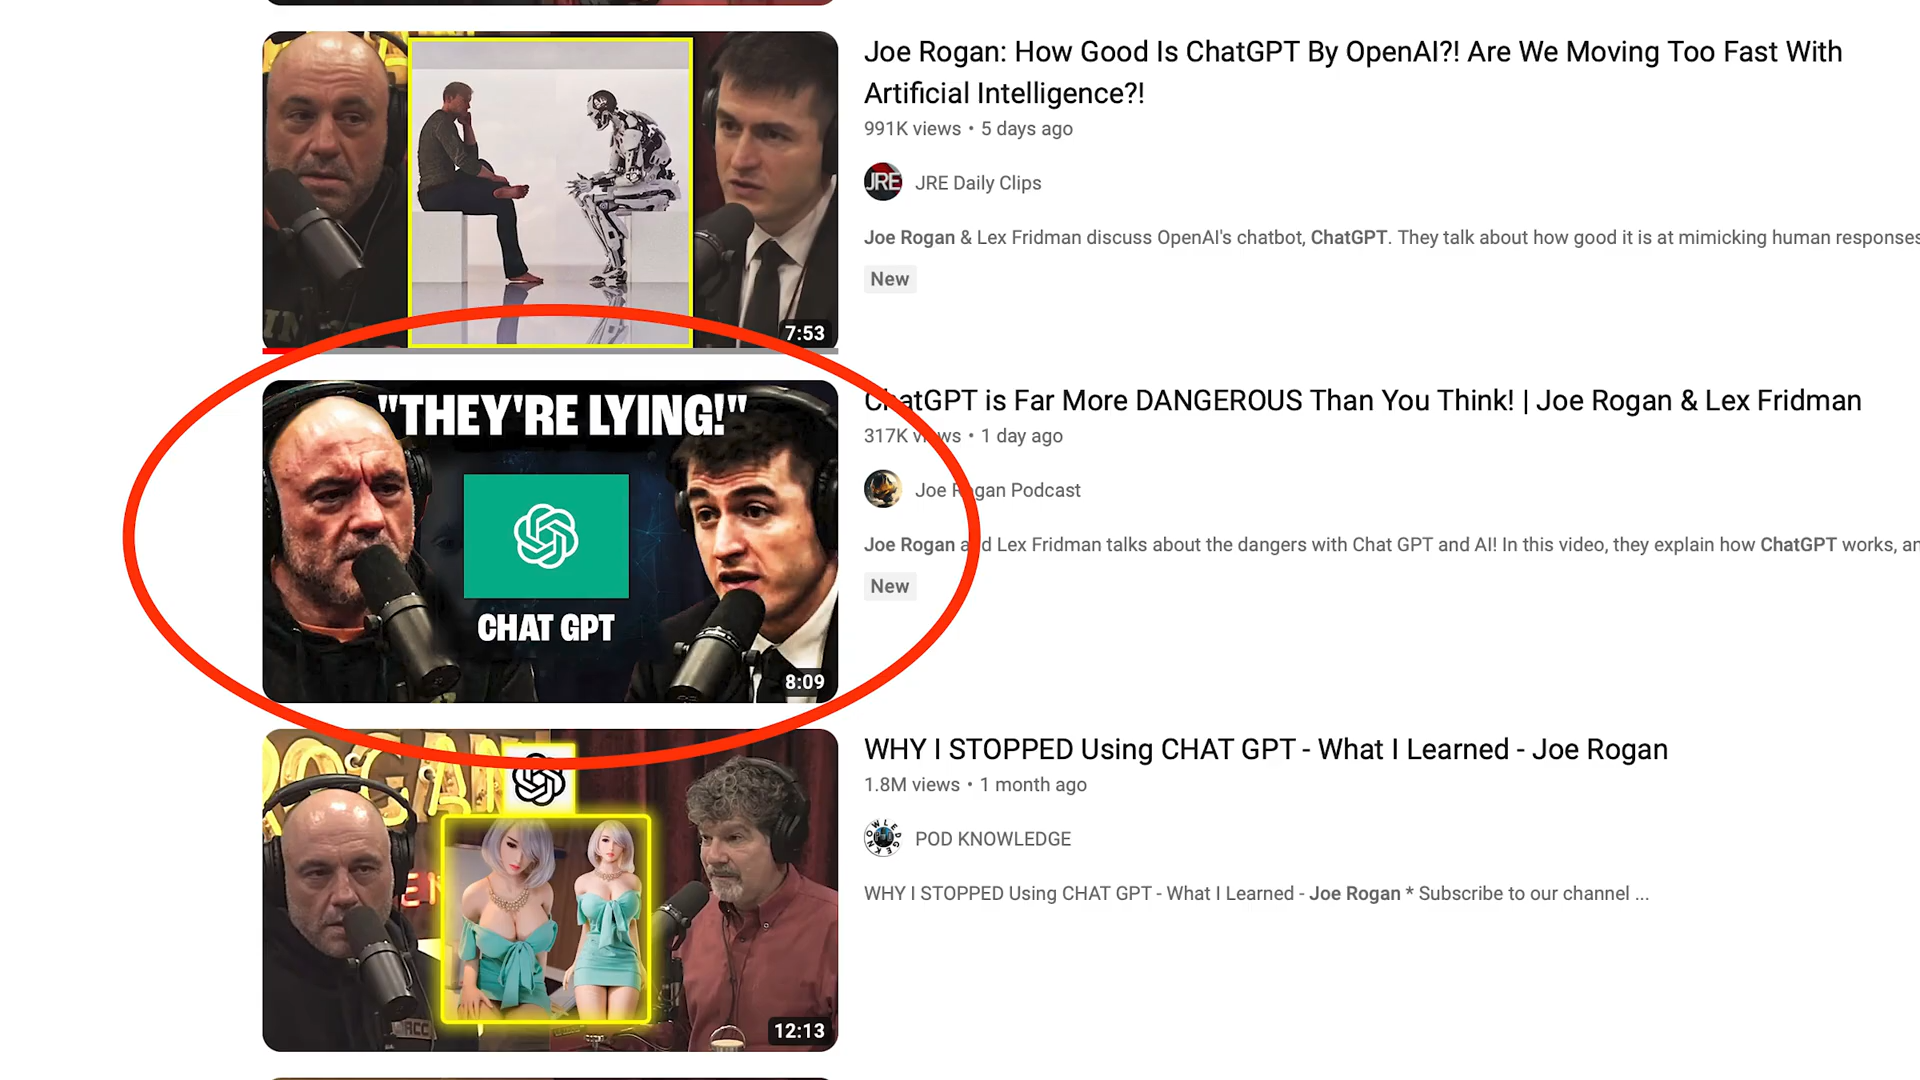 Joe Rogan: How Good Is ChatGPT By OpenAI?! Are We Moving Too Fast With
Artificial Intelligence?!
991K views • 5 days ago
JRE
JRE Daily Clips
Joe Rogan & Lex Fridman discuss OpenAI's chatbot, ChatGPT. They talk about how good it is at mimicking human responses
New
7:53
"THEY'RE LYING!"
CHAT GPT
8:09
ChatGPT is Far More DANGEROUS Than You Think! | Joe Rogan & Lex Fridman
317K views • 1 day ago
Joe Rogan Podcast
Joe Rogan and Lex Fridman talks about the dangers with Chat GPT and AI! In this video, they explain how ChatGPT works, an
New
ROGAN
12:13
WHY I STOPPED Using CHAT GPT - What I Learned - Joe Rogan
1.8M views • 1 month ago
POD KNOWLEDGE
WHY I STOPPED Using CHAT GPT - What I Learned - Joe Rogan * Subscribe to our channel ...